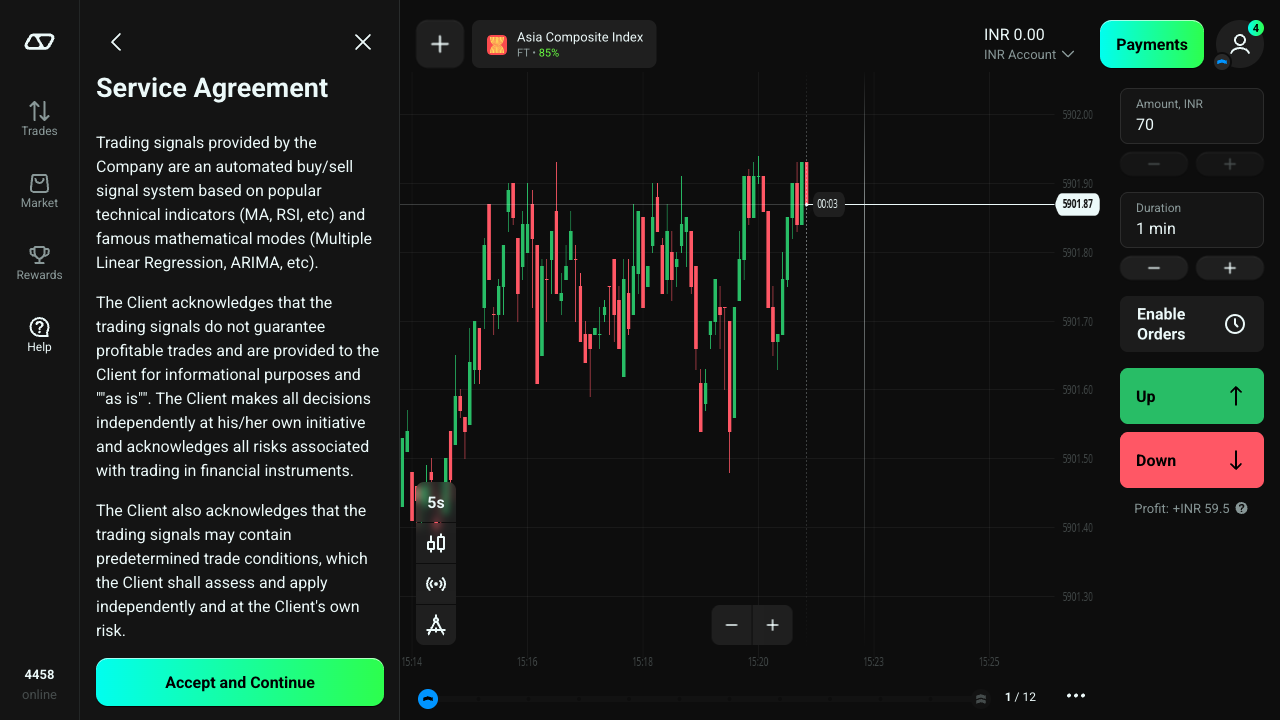 Trades
Market
Rewards
Help
4458
online
Service Agreement
Trading signals provided by the
Company are an automated buy/sell
signal system based on popular
technical indicators (MA, RSI, etc) and
famous mathematical modes (Multiple
Linear Regression, ARIMA, etc).
The Client acknowledges that the
trading signals do not guarantee
profitable trades and are provided to the
Client for informational purposes and
""as is"". The Client makes all decisions
independently at his/her own initiative
and acknowledges all risks associated
with trading in financial instruments.
The Client also acknowledges that the
trading signals may contain
predetermined trade conditions, which
the Client shall assess and apply
independently and at the Client's own
risk.
Accept and Continue
Asia Composite Index
FT • 85%
INR 0.00
INR Account
Payments
4
5902.00
5901.90
5901.87
5901.80
5901.70
5901.60
5901.50
5901.40
5901.30
00:03
5s
15:14
15:16
15:18
15:20
15:23
15:25
1 / 12
Amount, INR
70
Duration
1 min
Enable
Orders
Up
Down
Profit: +INR 59.5